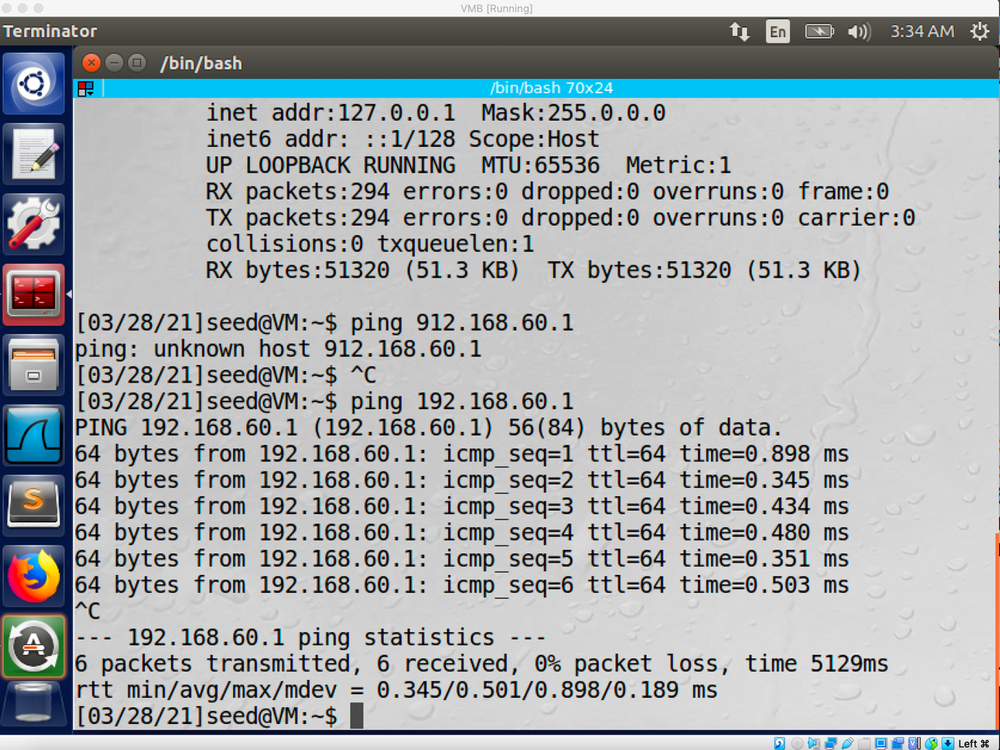 VMB [Running]
Terminator
En
3:34 AM
/bin/bash
/bin/bash 70x24
inet addr:127.0.0.1  Mask:255.0.0.0
inet6 addr: ::1/128 Scope:Host
UP LOOPBACK RUNNING  MTU:65536  Metric:1
RX packets:294 errors:0 dropped:0 overruns:0 frame:0
TX packets:294 errors:0 dropped:0 overruns:0 carrier:0
collisions:0 txqueuelen:1
RX bytes:51320 (51.3 KB)  TX bytes:51320 (51.3 KB)
[03/28/21]seed@VM:~$ ping 912.168.60.1
ping: unknown host 912.168.60.1
[03/28/21]seed@VM:~$ ^C
[03/28/21]seed@VM:~$ ping 192.168.60.1
PING 192.168.60.1 (192.168.60.1) 56(84) bytes of data.
64 bytes from 192.168.60.1: icmp_seq=1 ttl=64 time=0.898 ms
64 bytes from 192.168.60.1: icmp_seq=2 ttl=64 time=0.345 ms
64 bytes from 192.168.60.1: icmp_seq=3 ttl=64 time=0.434 ms
64 bytes from 192.168.60.1: icmp_seq=4 ttl=64 time=0.480 ms
64 bytes from 192.168.60.1: icmp_seq=5 ttl=64 time=0.351 ms
64 bytes from 192.168.60.1: icmp_seq=6 ttl=64 time=0.503 ms
^C
--- 192.168.60.1 ping statistics ---
6 packets transmitted, 6 received, 0% packet loss, time 5129ms
rtt min/avg/max/mdev = 0.345/0.501/0.898/0.189 ms
[03/28/21]seed@VM:~$
Left ⌘